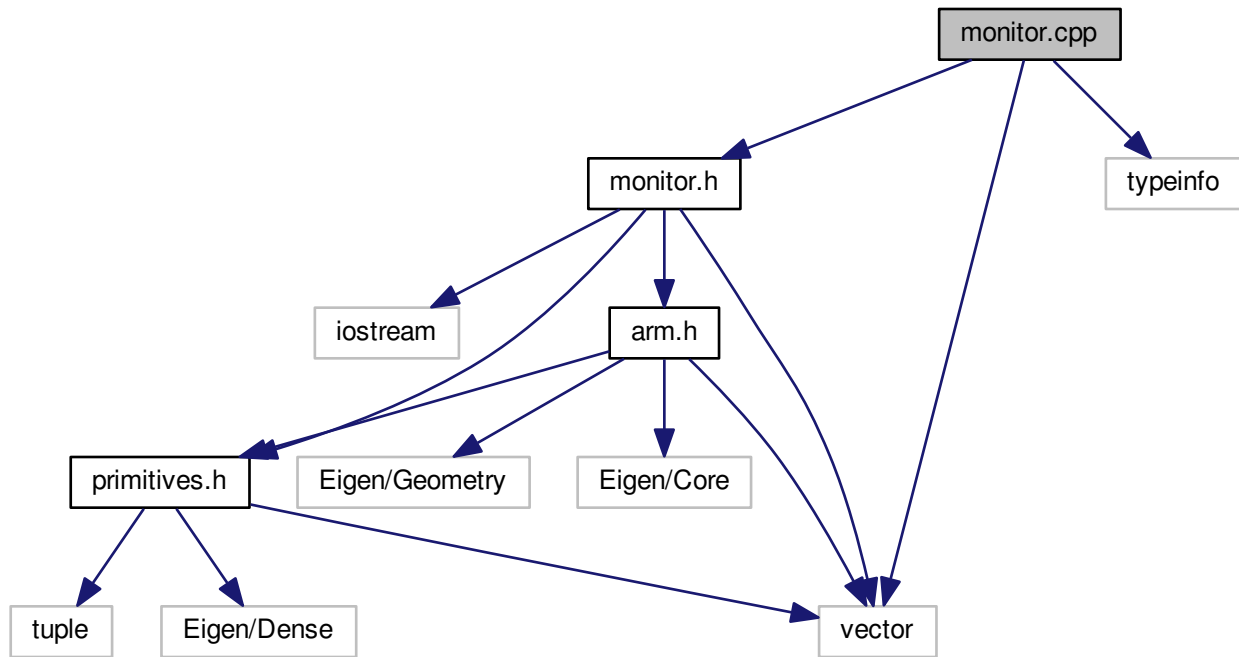 monitor.cpp
monitor.h
typeinfo
iostream
arm.h
primitives.h
Eigen/Geometry
Eigen/Core
tuple
Eigen/Dense
vector